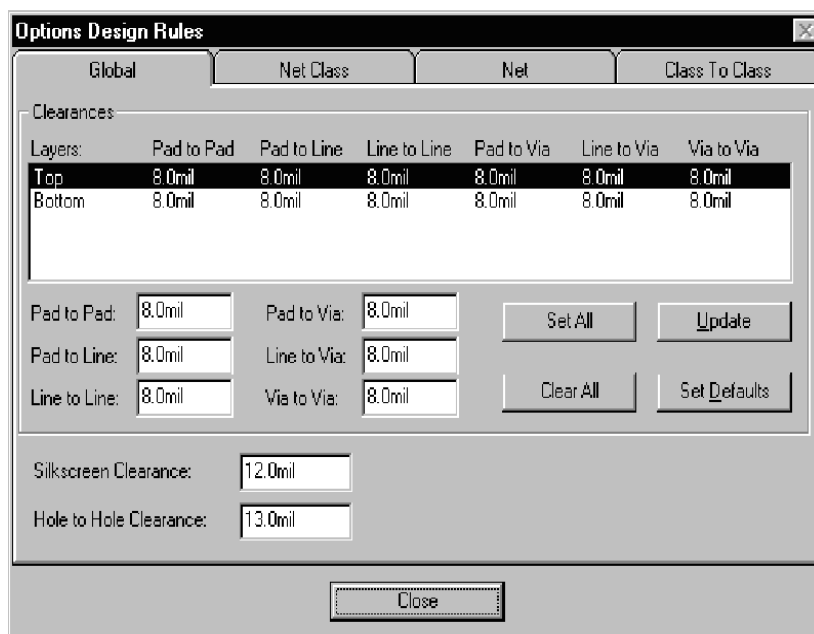 Options Design Rules
Global Net Class Net Class To Class
Clearances
Layers: Pad to Pad Pad to Line Line to Line Pad to Via Line to Via Via to Via
Top 8.0mil 8.0mil 8.0mil 8.0mil 8.0mil 8.0mil
Bottom 8.0mil 8.0mil 8.0mil 8.0mil 8.0mil 8.0mil
Pad to Pad: 8.0mil Pad to Via: 8.0mil Set All Update
Pad to Line: 8.0mil Line to Via: 8.0mil
Line to Line: 8.0mil Via to Via: 8.0mil Clear All Set Defaults
Silkscreen Clearance: 12.0mil
Hole to Hole Clearance: 13.0mil
Close